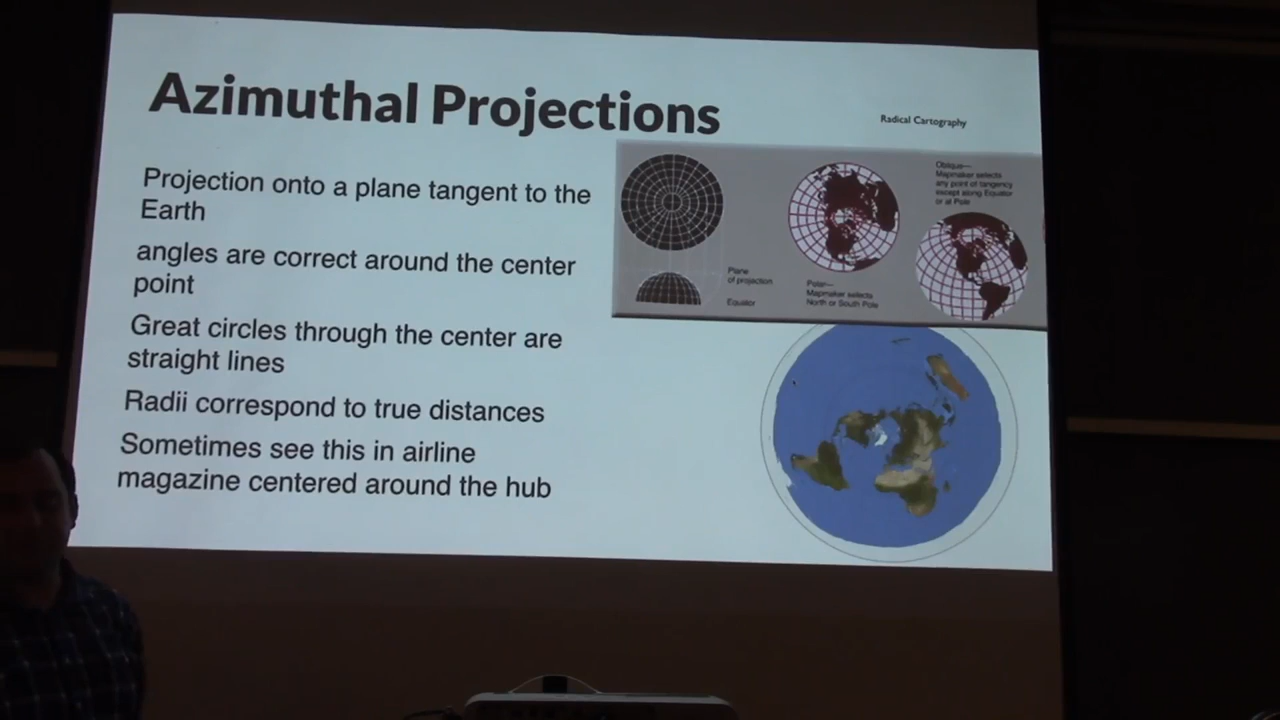 Azimuthal Projections
Radical Cartography
Projection onto a plane tangent to the
Earth
angles are correct around the center
point
Great circles through the center are
straight lines
Radii correspond to true distances
Sometimes see this in airline
magazine centered around the hub
Plane
of projection
Equator
Polar—
Mapmaker selects
North or South Pole
Oblique—
Mapmaker selects
any point of tangency
except along Equator
or at Pole